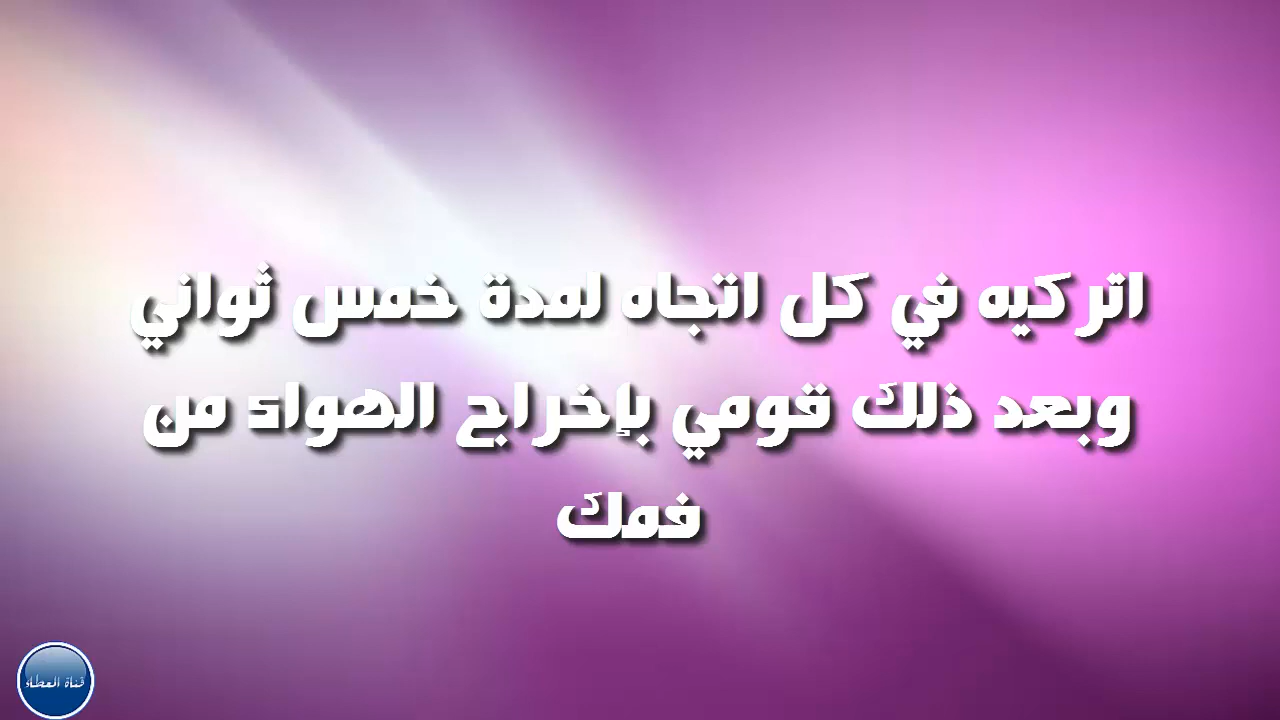 اتركيه في كل اتجاه لمدة خمس ثواني
وبعد ذلك قومي بإخراج الهواء من
فمك
قناة العطاء